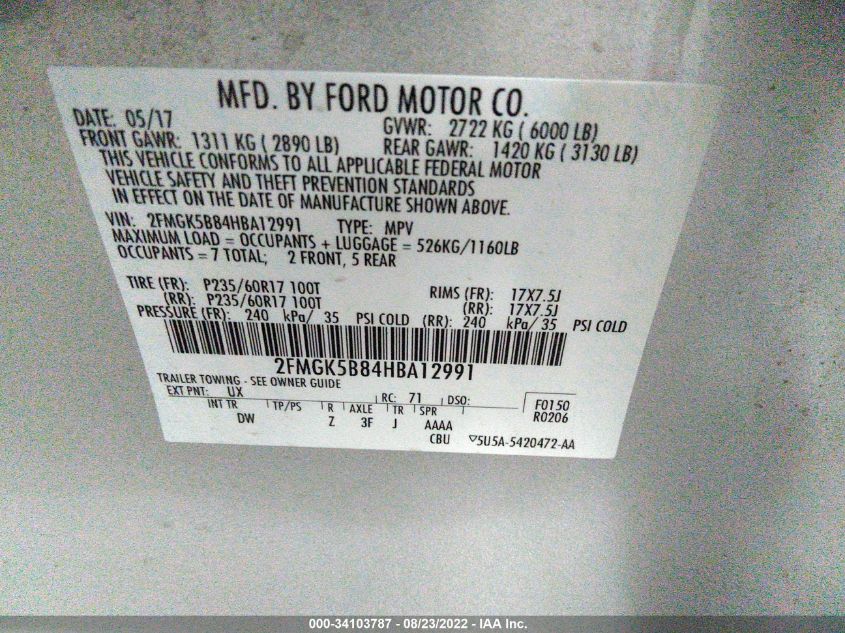 MFD. BY FORD MOTOR CO.
DATE: 05/17 GVWR: 2722 KG ( 6000 LB)
FRONT GAWR: 1311 KG ( 2890 LB) REAR GAWR: 1420 KG ( 3130 LB)
THIS VEHICLE CONFORMS TO ALL APPLICABLE FEDERAL MOTOR
VEHICLE SAFETY AND THEFT PREVENTION STANDARDS
IN EFFECT ON THE DATE OF MANUFACTURE SHOWN ABOVE.
VIN: 2FMGK5B84HBA12991 TYPE: MPV
MAXIMUM LOAD = OCCUPANTS + LUGGAGE = 526KG/1160LB
OCCUPANTS = 7 TOTAL; 2 FRONT, 5 REAR
TIRE (FR): P235/60R17 100T RIMS (FR): 17X7.5J
(RR): P235/60R17 100T (RR): 17X7.5J
PRESSURE (FR): 240 kPa/ 35 PSI COLD (RR): 240 kPa/ 35 PSI COLD
2FMGK5B84HBA12991
TRAILER TOWING - SEE OWNER GUIDE
EXT PNT: UX RC: 71 DSO: F0150
INT TR TP/PS R AXLE TR SPR R0206
DW Z 3F J AAAA
CBU ▽5U5A-5420472-AA
000-34103787 - 08/23/2022 - IAA Inc.